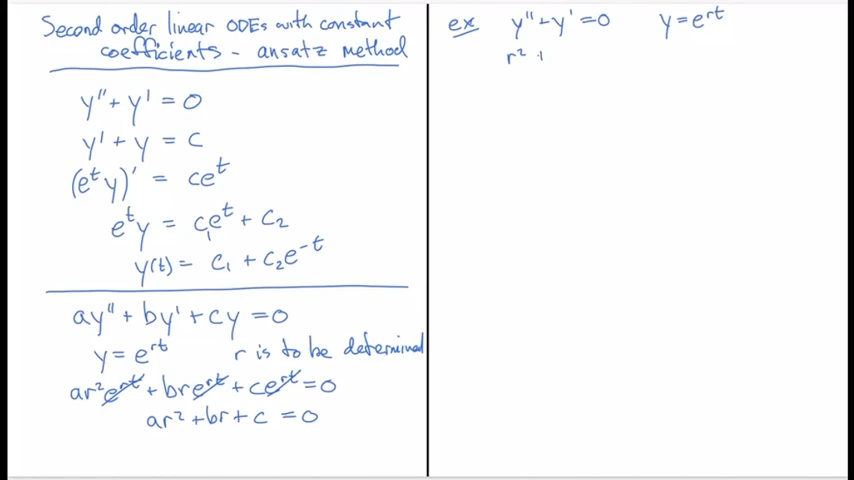 Second order linear ODEs with constant
coefficients - ansatz method
y'' + y' = 0
y' + y = c
(e^t y)' = ce^t
e^t y = c₁e^t + c₂
y(t) = c₁ + c₂e^-t
ay'' + by' + cy = 0
y = e^rt r is to be determined
ar²e^rt + bre^rt + ce^rt = 0
ar² + br + c = 0
ex y'' + y' = 0 y = e^rt
r² +